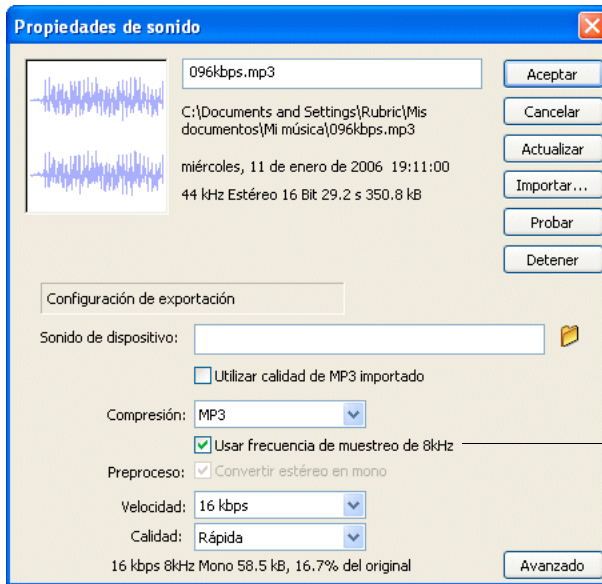 Propiedades de sonido
096kbps.mp3
Aceptar
C:\Documents and Settings\Rubric\Mis
documentos\Mi música\096kbps.mp3
Cancelar
Actualizar
miércoles, 11 de enero de 2006 19:11:00
Importar...
44 kHz Estéreo 16 Bit 29.2 s 350.8 kB
Probar
Detener
Configuración de exportación
Sonido de dispositivo:
Utilizar calidad de MP3 importado
Compresión: MP3
Usar frecuencia de muestreo de 8kHz
Preproceso: Convertir estéreo en mono
Velocidad: 16 kbps
Calidad: Rápida
16 kbps 8kHz Mono 58.5 kB, 16.7% del original
Avanzado